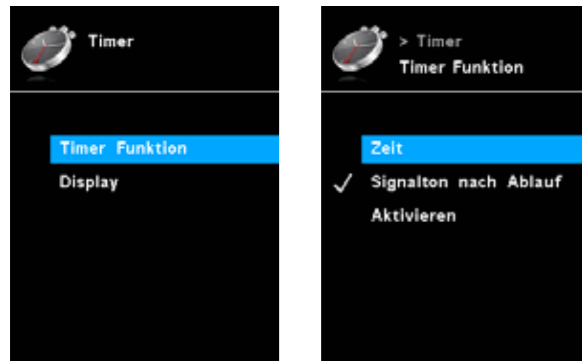 Timer
Timer Funktion
Display
> Timer
Timer Funktion
Zeit
Signalton nach Ablauf
Aktivieren